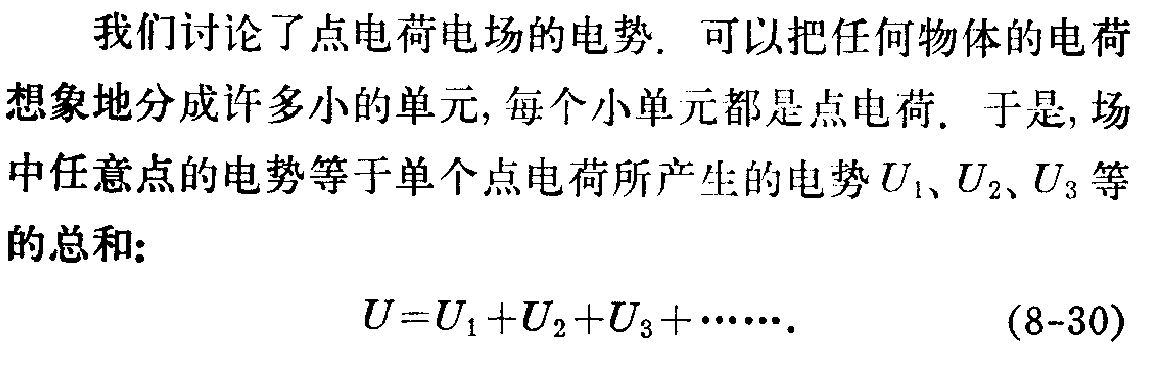 我们讨论了点电荷电场的电势. 可以把任何物体的电荷
想象地分成许多小的单元, 每个小单元都是点电荷. 于是, 场
中任意点的电势等于单个点电荷所产生的电势 U₁、U₂、U₃ 等
的总和:
U=U₁+U₂+U₃+……. (8-30)